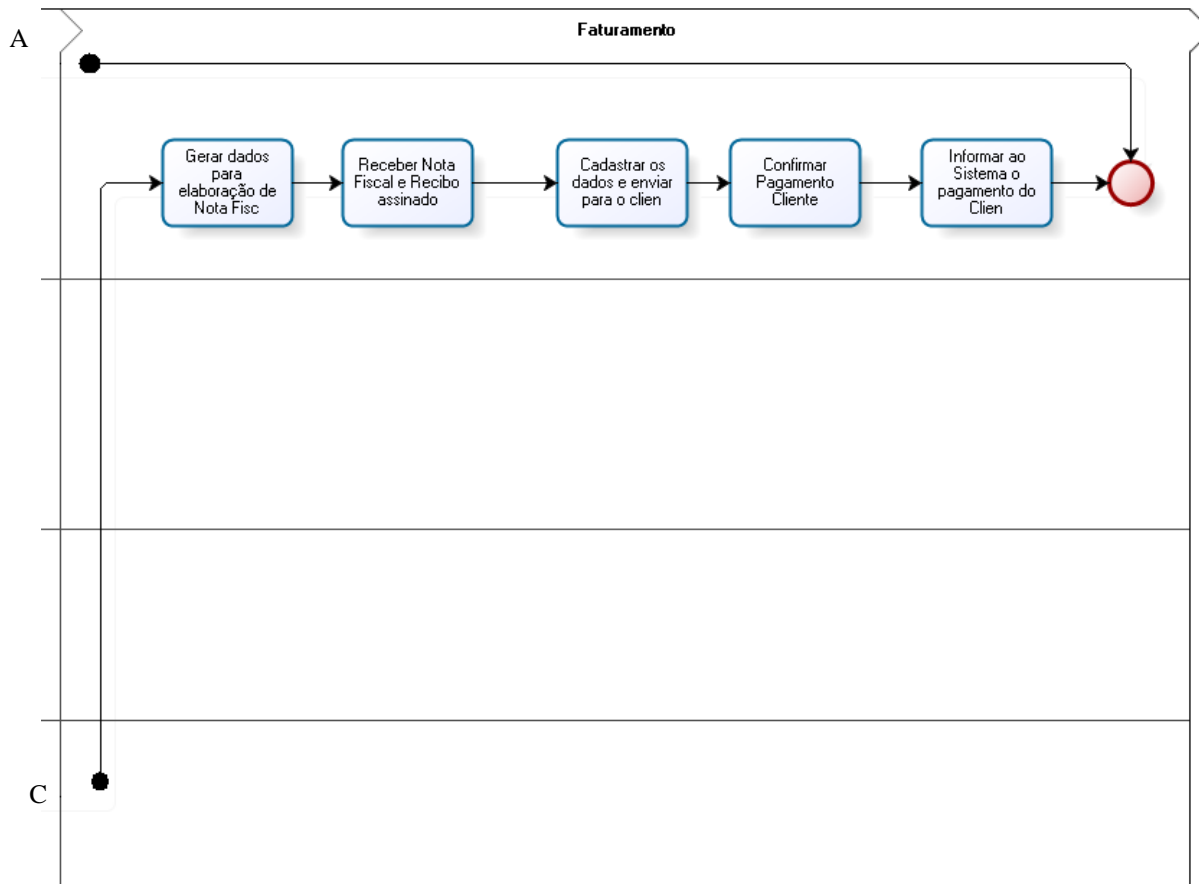 Faturamento
A
Gerar dados
para
elaboração de
Nota Fisc
Receber Nota
Fiscal e Recibo
assinado
Cadastrar os
dados e enviar
para o clien
Confirmar
Pagamento
Cliente
Informar ao
Sistema o
pagamento do
Clien
C